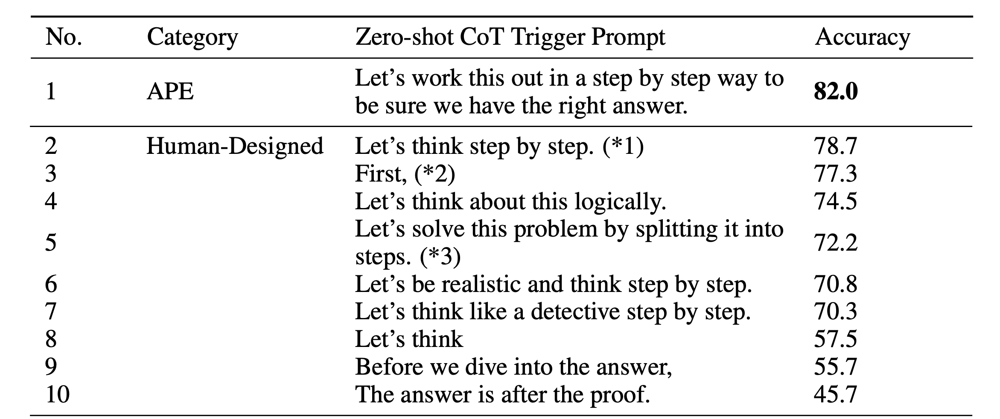 No. Category Zero-shot CoT Trigger Prompt Accuracy
1 APE Let’s work this out in a step by step way to
be sure we have the right answer. 82.0
2 Human-Designed Let’s think step by step. (*1) 78.7
3 First, (*2) 77.3
4 Let’s think about this logically. 74.5
5 Let’s solve this problem by splitting it into
steps. (*3) 72.2
6 Let’s be realistic and think step by step. 70.8
7 Let’s think like a detective step by step. 70.3
8 Let’s think 57.5
9 Before we dive into the answer, 55.7
10 The answer is after the proof. 45.7